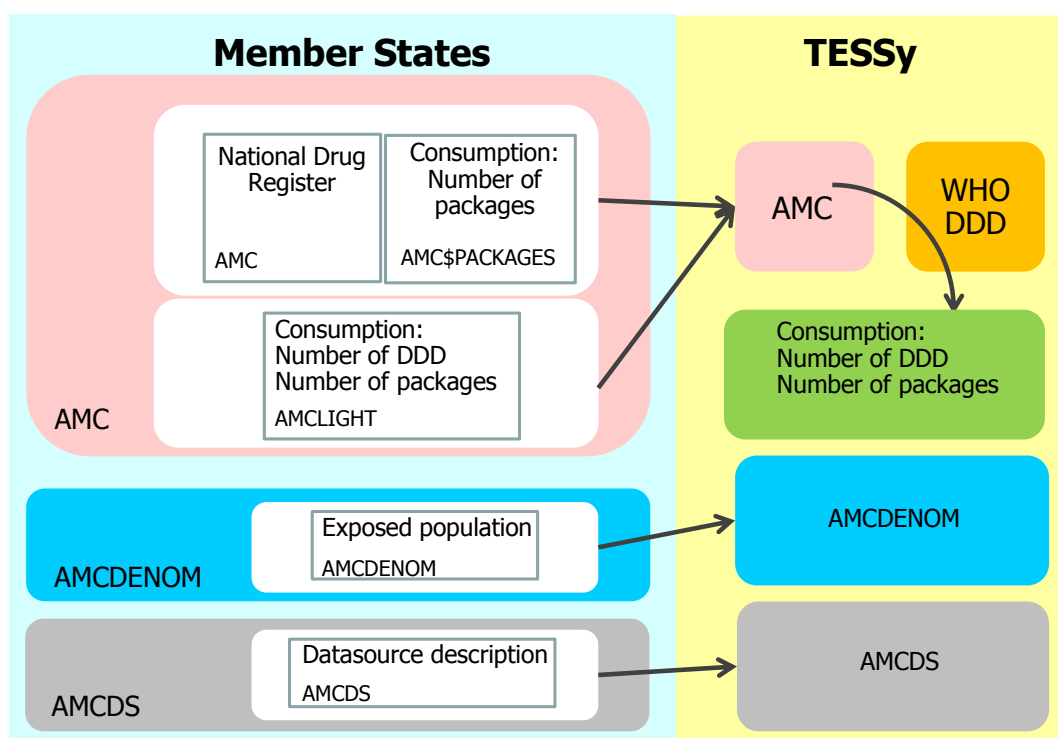 Member States
National Drug
Register
AMC
Consumption:
Number of
packages
AMC$PACKAGES
Consumption:
Number of DDD
Number of packages
AMCLIGHT
AMC
Exposed population
AMCDENOM
AMCDENOM
Datasource description
AMCDS
AMCDS
TESSy
AMC
WHO
DDD
Consumption:
Number of DDD
Number of packages
AMCDENOM
AMCDS